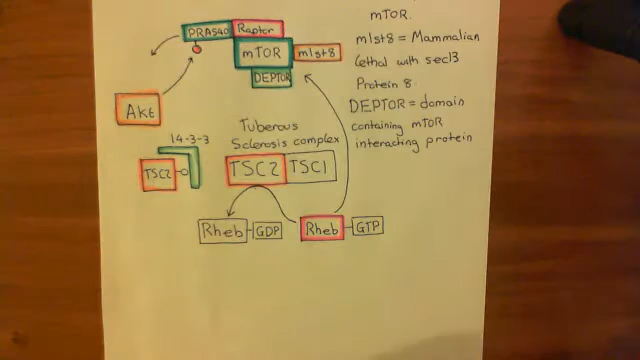 mTOR.
mlst8 = Mammalian
lethal with sec13
Protein 8.
DEPTOR = domain
containing mTOR
interacting protein
PRAS40
Raptor
mTOR
mlst8
DEPTOR
Akt
14-3-3
TSC2
Tuberous
Sclerosis complex
TSC2
TSC1
Rheb
GDP
Rheb
GTP